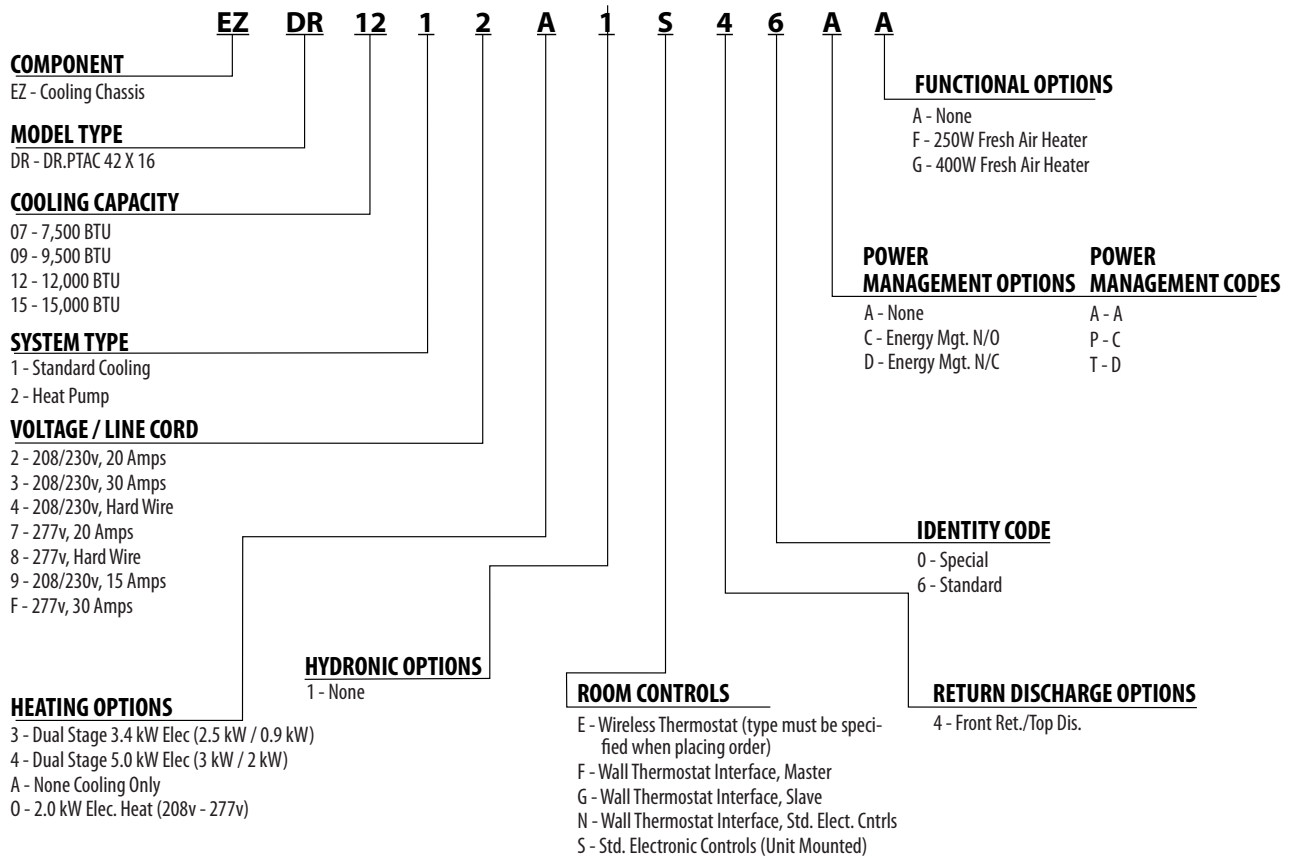 EZ DR 12 1 2 A 1 S 4 6 A A
COMPONENT
EZ - Cooling Chassis
MODEL TYPE
DR - DR.PTAC 42 X 16
COOLING CAPACITY
07 - 7,500 BTU
09 - 9,500 BTU
12 - 12,000 BTU
15 - 15,000 BTU
SYSTEM TYPE
1 - Standard Cooling
2 - Heat Pump
VOLTAGE / LINE CORD
2 - 208/230v, 20 Amps
3 - 208/230v, 30 Amps
4 - 208/230v, Hard Wire
7 - 277v, 20 Amps
8 - 277v, Hard Wire
9 - 208/230v, 15 Amps
F - 277v, 30 Amps
HEATING OPTIONS
3 - Dual Stage 3.4 kW Elec (2.5 kW / 0.9 kW)
4 - Dual Stage 5.0 kW Elec (3 kW / 2 kW)
A - None Cooling Only
O - 2.0 kW Elec. Heat (208v - 277v)
HYDRONIC OPTIONS
1 - None
ROOM CONTROLS
E - Wireless Thermostat (type must be speci-
fied when placing order)
F - Wall Thermostat Interface, Master
G - Wall Thermostat Interface, Slave
N - Wall Thermostat Interface, Std. Elect. Cntrls
S - Std. Electronic Controls (Unit Mounted)
RETURN DISCHARGE OPTIONS
4 - Front Ret./Top Dis.
IDENTITY CODE
0 - Special
6 - Standard
POWER
MANAGEMENT OPTIONS
A - None
C - Energy Mgt. N/O
D - Energy Mgt. N/C
POWER
MANAGEMENT CODES
A - A
P - C
T - D
FUNCTIONAL OPTIONS
A - None
F - 250W Fresh Air Heater
G - 400W Fresh Air Heater